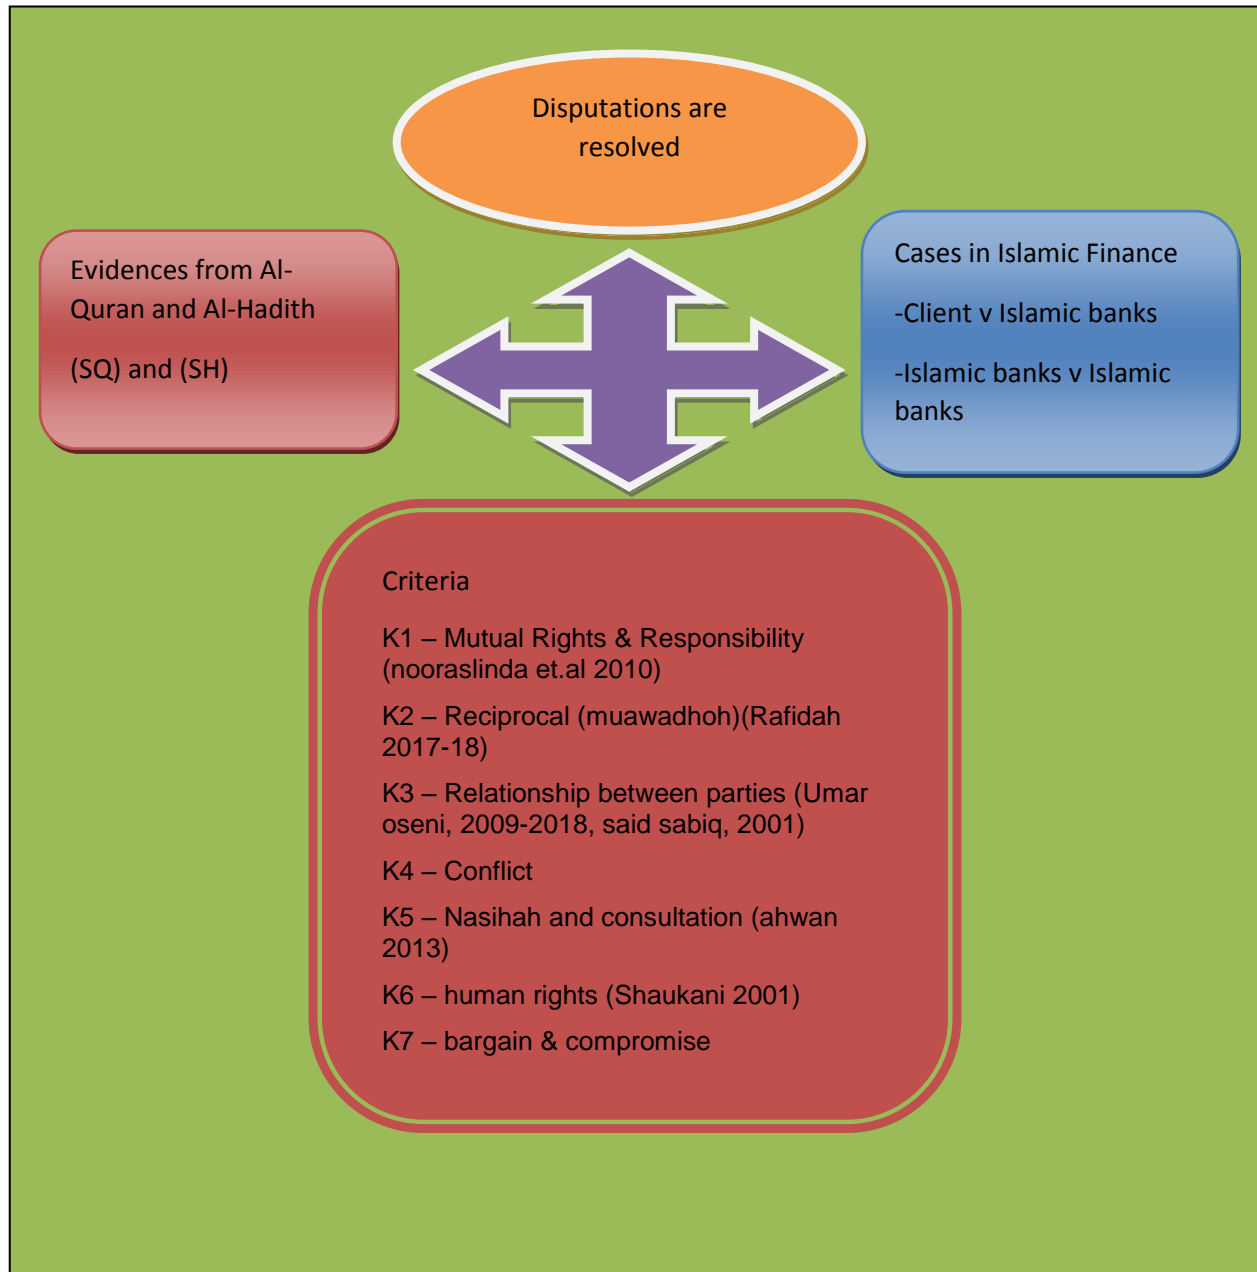 Disputations are
resolved
Evidences from Al-
Quran and Al-Hadith
(SQ) and (SH)
Cases in Islamic Finance
-Client v Islamic banks
-Islamic banks v Islamic
banks
Criteria
K1 – Mutual Rights & Responsibility
(nooraslinda et.al 2010)
K2 – Reciprocal (muawadhoh)(Rafidah
2017-18)
K3 – Relationship between parties (Umar
oseni, 2009-2018, said sabiq, 2001)
K4 – Conflict
K5 – Nasihah and consultation (ahwan
2013)
K6 – human rights (Shaukani 2001)
K7 – bargain & compromise